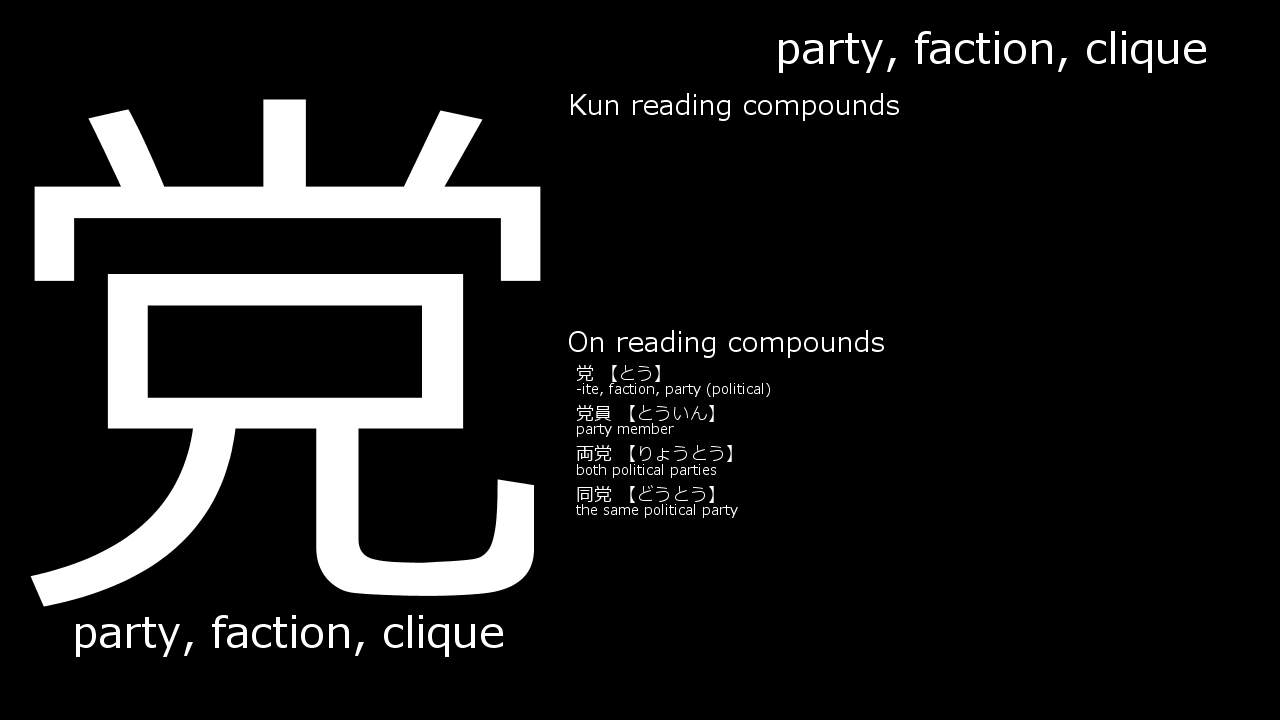 党
party, faction, clique
party, faction, clique
Kun reading compounds
On reading compounds
党 【とう】
-ite, faction, party (political)
党員 【とういん】
party member
両党 【りょうとう】
both political parties
同党 【どうとう】
the same political party